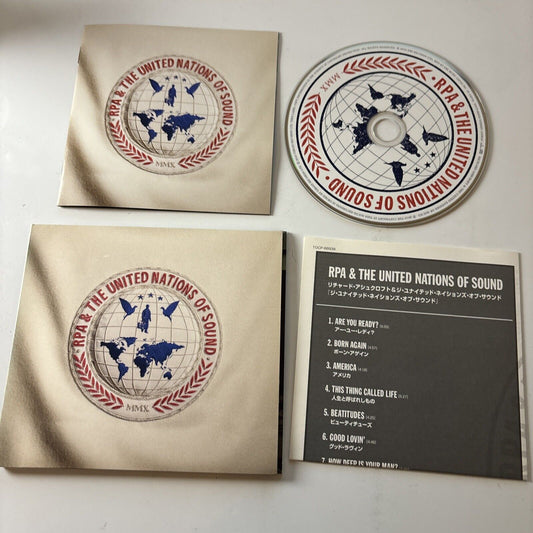 RPA & THE UNITED NATIONS OF SOUND
MMX
RPA & THE UNITED NATIONS OF SOUND
MMX
RPA & THE UNITED NATIONS OF SOUND
MMX
RPA & THE UNITED NATIONS OF SOUND
リチャード・アシュクロフト&ジ・ユナイテッド・ネイションズ・オブ・サウンド
『ジ・ユナイテッド・ネイションズ・オブ・サウンド』
1. ARE YOU READY?
アー・ユー・レディ?
2. BORN AGAIN
ボーン・アゲイン
3. AMERICA
アメリカ
4. THIS THING CALLED LIFE
人生と呼ばれしもの
5. BEATITUDES
ビューティチューズ
6. GOOD LOVIN'
グッド・ラヴィン
7. HOW DEEP IS YOUR MAN?